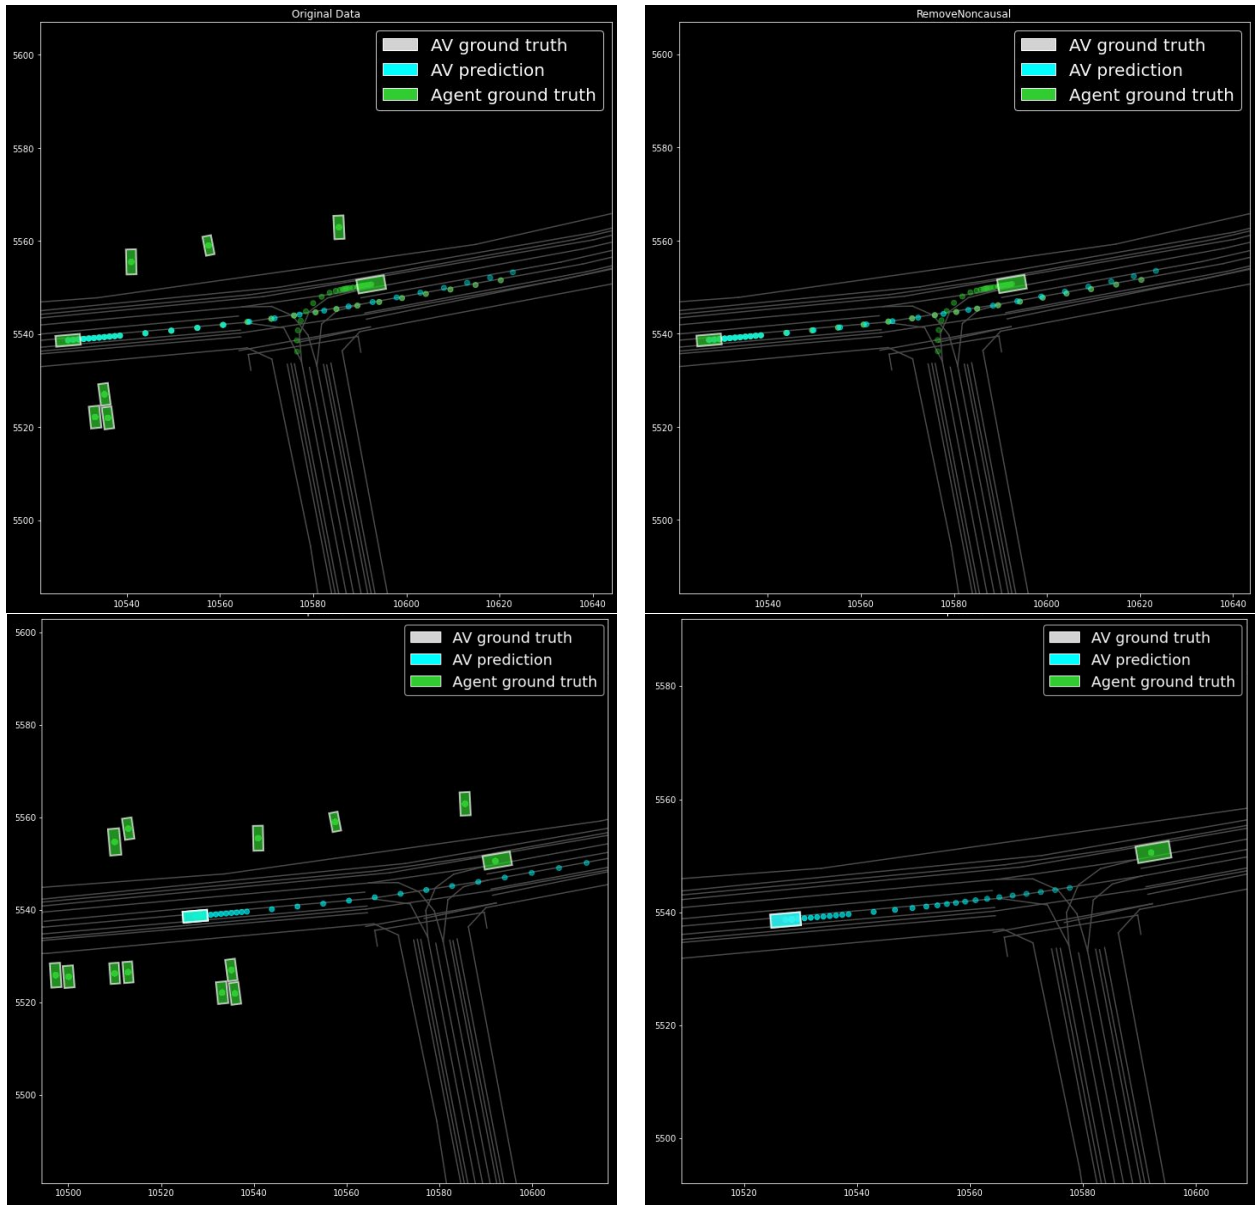 Original Data
AV ground truth
AV prediction
Agent ground truth
5600
5580
5560
5540
5520
5500
10540 10560 10580 10600 10620 10640
RemoveNoncausal
AV ground truth
AV prediction
Agent ground truth
5600
5580
5560
5540
5520
5500
10540 10560 10580 10600 10620 10640
AV ground truth
AV prediction
Agent ground truth
5600
5580
5560
5540
5520
5500
10500 10520 10540 10560 10580 10600
AV ground truth
AV prediction
Agent ground truth
5580
5560
5540
5520
5500
10520 10540 10560 10580 10600